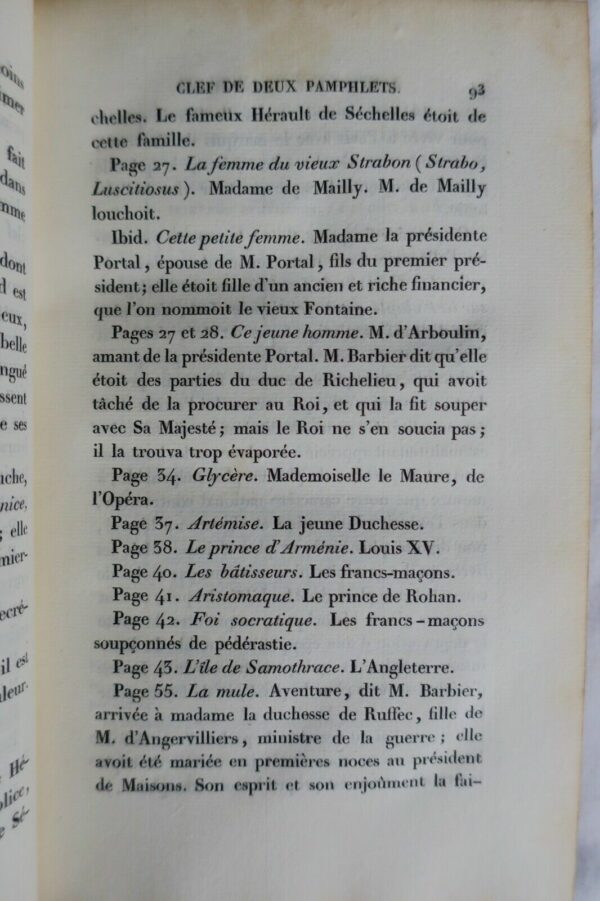 CLEF DE DEUX PAMPHLETS. 93
chelles. Le fameux Hérault de Séchelles étoit de
cette famille.
Page 27. La femme du vieux Strabon (Strabo,
Luscitiosus). Madame de Mailly. M. de Mailly
louchoit.
Ibid. Cette petite femme. Madame la présidente
Portal, épouse de M. Portal, fils du premier pré-
sident; elle étoit fille d'un ancien et riche financier,
que l'on nommoit le vieux Fontaine.
Pages 27 et 28. Ce jeune homme. M. d'Arboulin,
amant de la présidente Portal. M. Barbier dit qu'elle
étoit des parties du duc de Richelieu, qui avoit
tâché de la procurer au Roi, et qui la fit souper
avec Sa Majesté; mais le Roi ne s'en soucia pas;
il la trouva trop évaporée.
Page 34. Glycère. Mademoiselle le Maure, de
l'Opéra.
Page 37. Artémise. La jeune Duchesse.
Page 38. Le prince d'Arménie. Louis XV.
Page 40. Les bâtisseurs. Les francs-maçons.
Page 41. Aristomaque. Le prince de Rohan.
Page 42. Foi socratique. Les francs-maçons
soupçonnés de pédérastie.
Page 43. L'île de Samothrace. L'Angleterre.
Page 55. La mule. Aventure, dit M. Barbier,
arrivée à madame la duchesse de Ruffec, fille de
M. d'Angervilliers, ministre de la guerre; elle
avoit été mariée en premières noces au président
de Maisons. Son esprit et son enjoûment la fai-